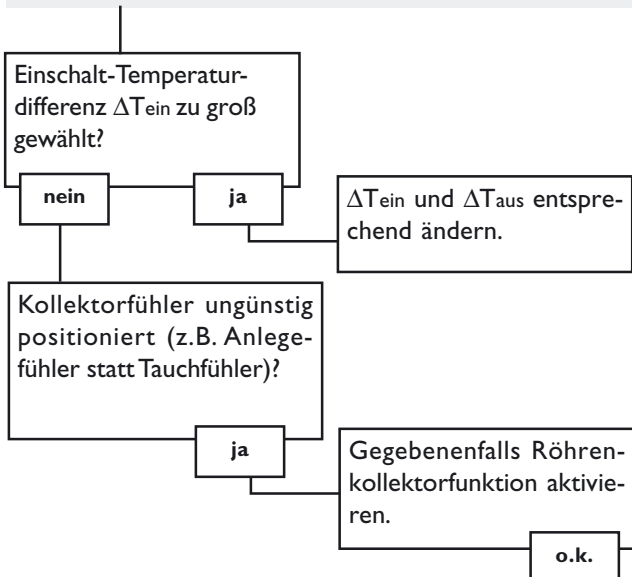 Einschalt-Temperatur-
differenz ΔTein zu groß
gewählt?
nein
ja
ΔTein und ΔTaus entspre-
chend ändern.
Kollektorfühler ungünstig
positioniert (z.B. Anlege-
fühler statt Tauchfühler)?
ja
Gegebenenfalls Röhren-
kollektorfunktion aktivie-
ren.
o.k.